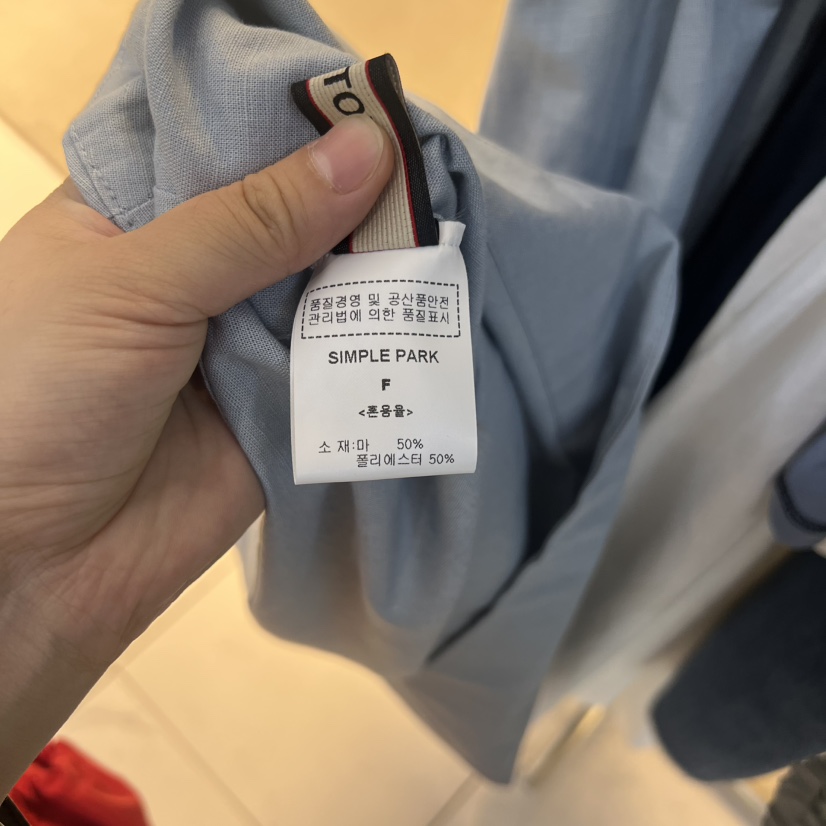 TO
품질경영 및 공산품안전
관리법에 의한 품질표시
SIMPLE PARK
F
<혼용율>
소 재:마 50%
폴리에스터 50%